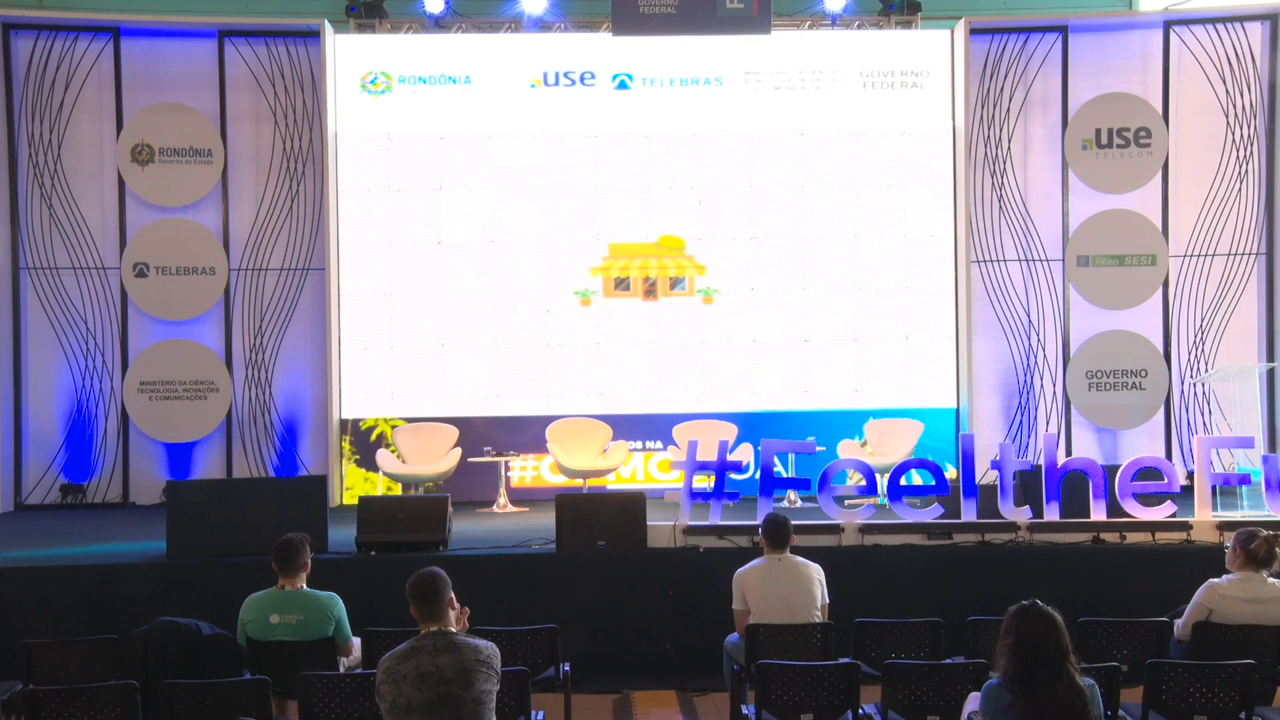 GOVERNO
FEDERAL
RONDÔNIA
use
TELEBRAS
GOVERNO
FEDERAL
RONDÔNIA
Governo do Estado
TELEBRAS
MINISTÉRIO DA CIÊNCIA,
TECNOLOGIA, INOVAÇÕES
E COMUNICAÇÕES
use
TELECOM
FIERO SESI
GOVERNO
FEDERAL
NA
#FeeltheFu